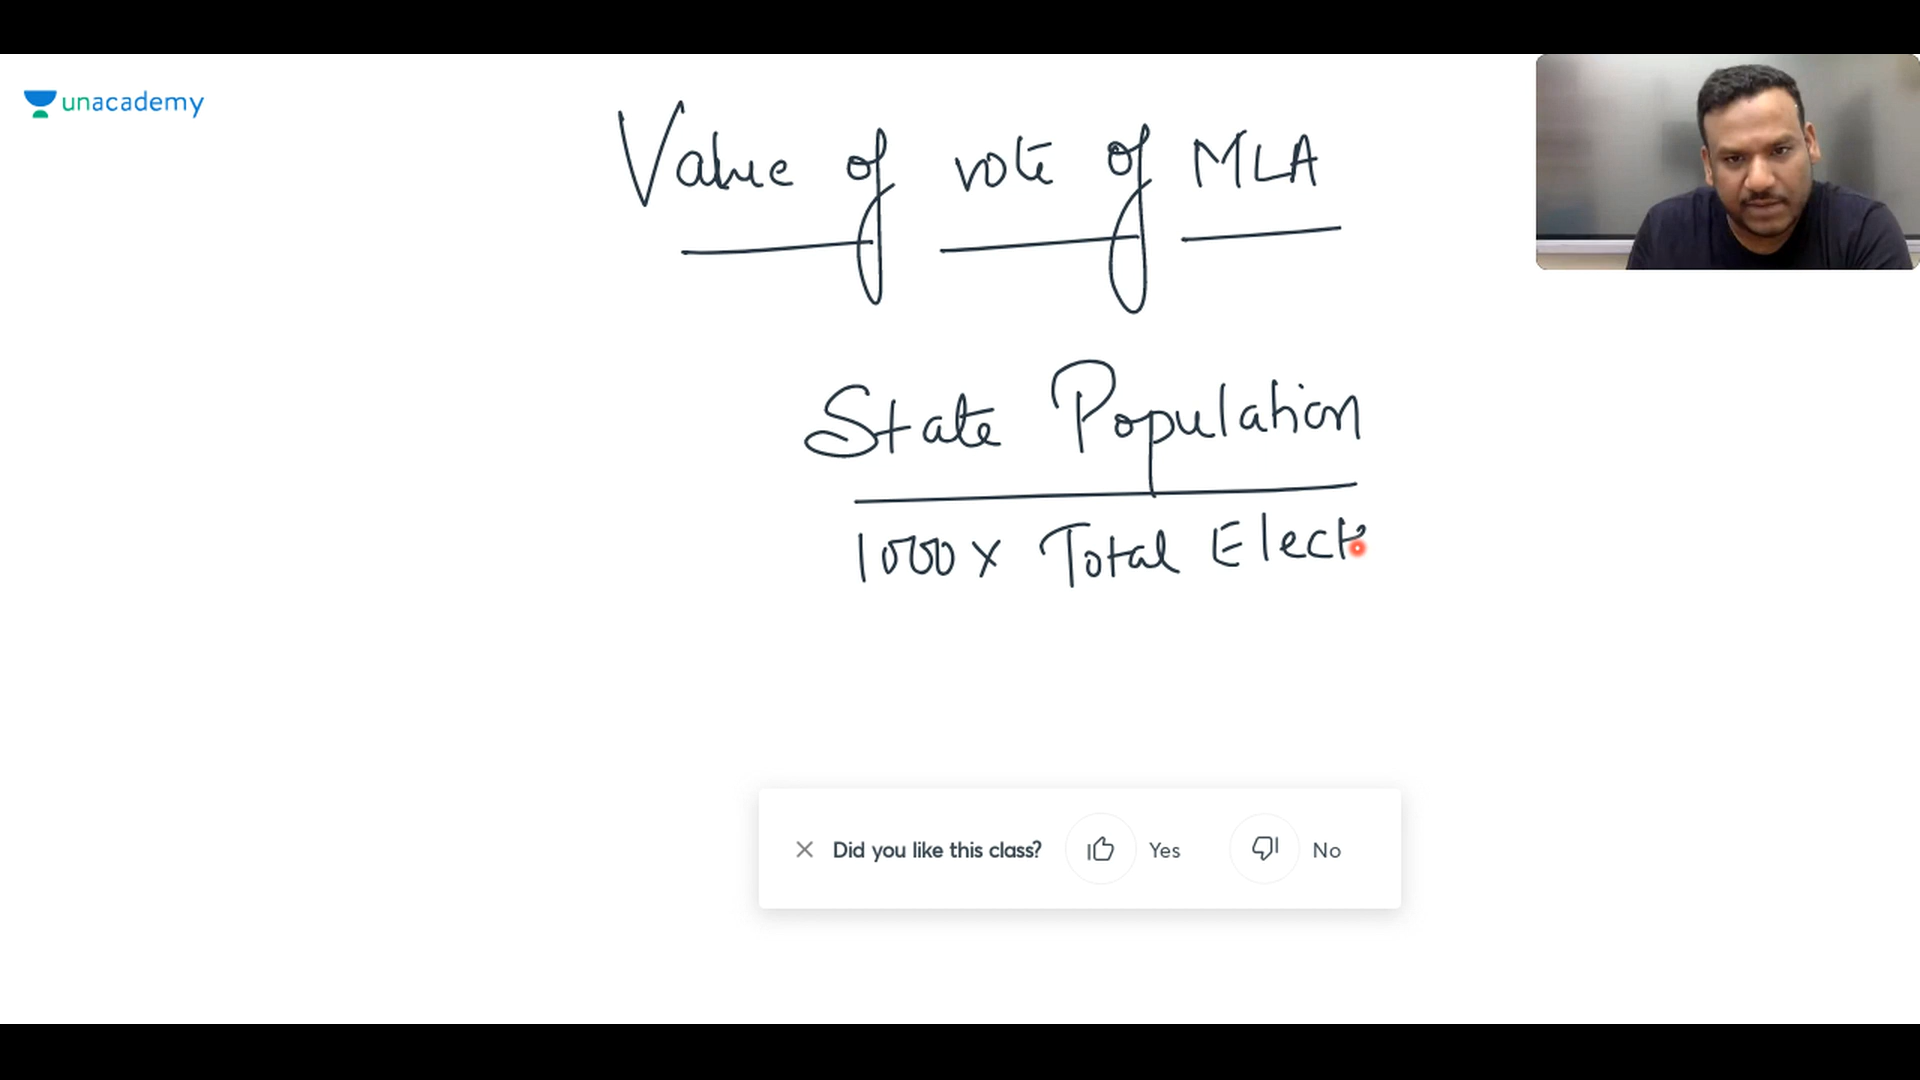 unacademy
Value of vote of MLA
State Population
1000 x Total Elect
Did you like this class? Yes No